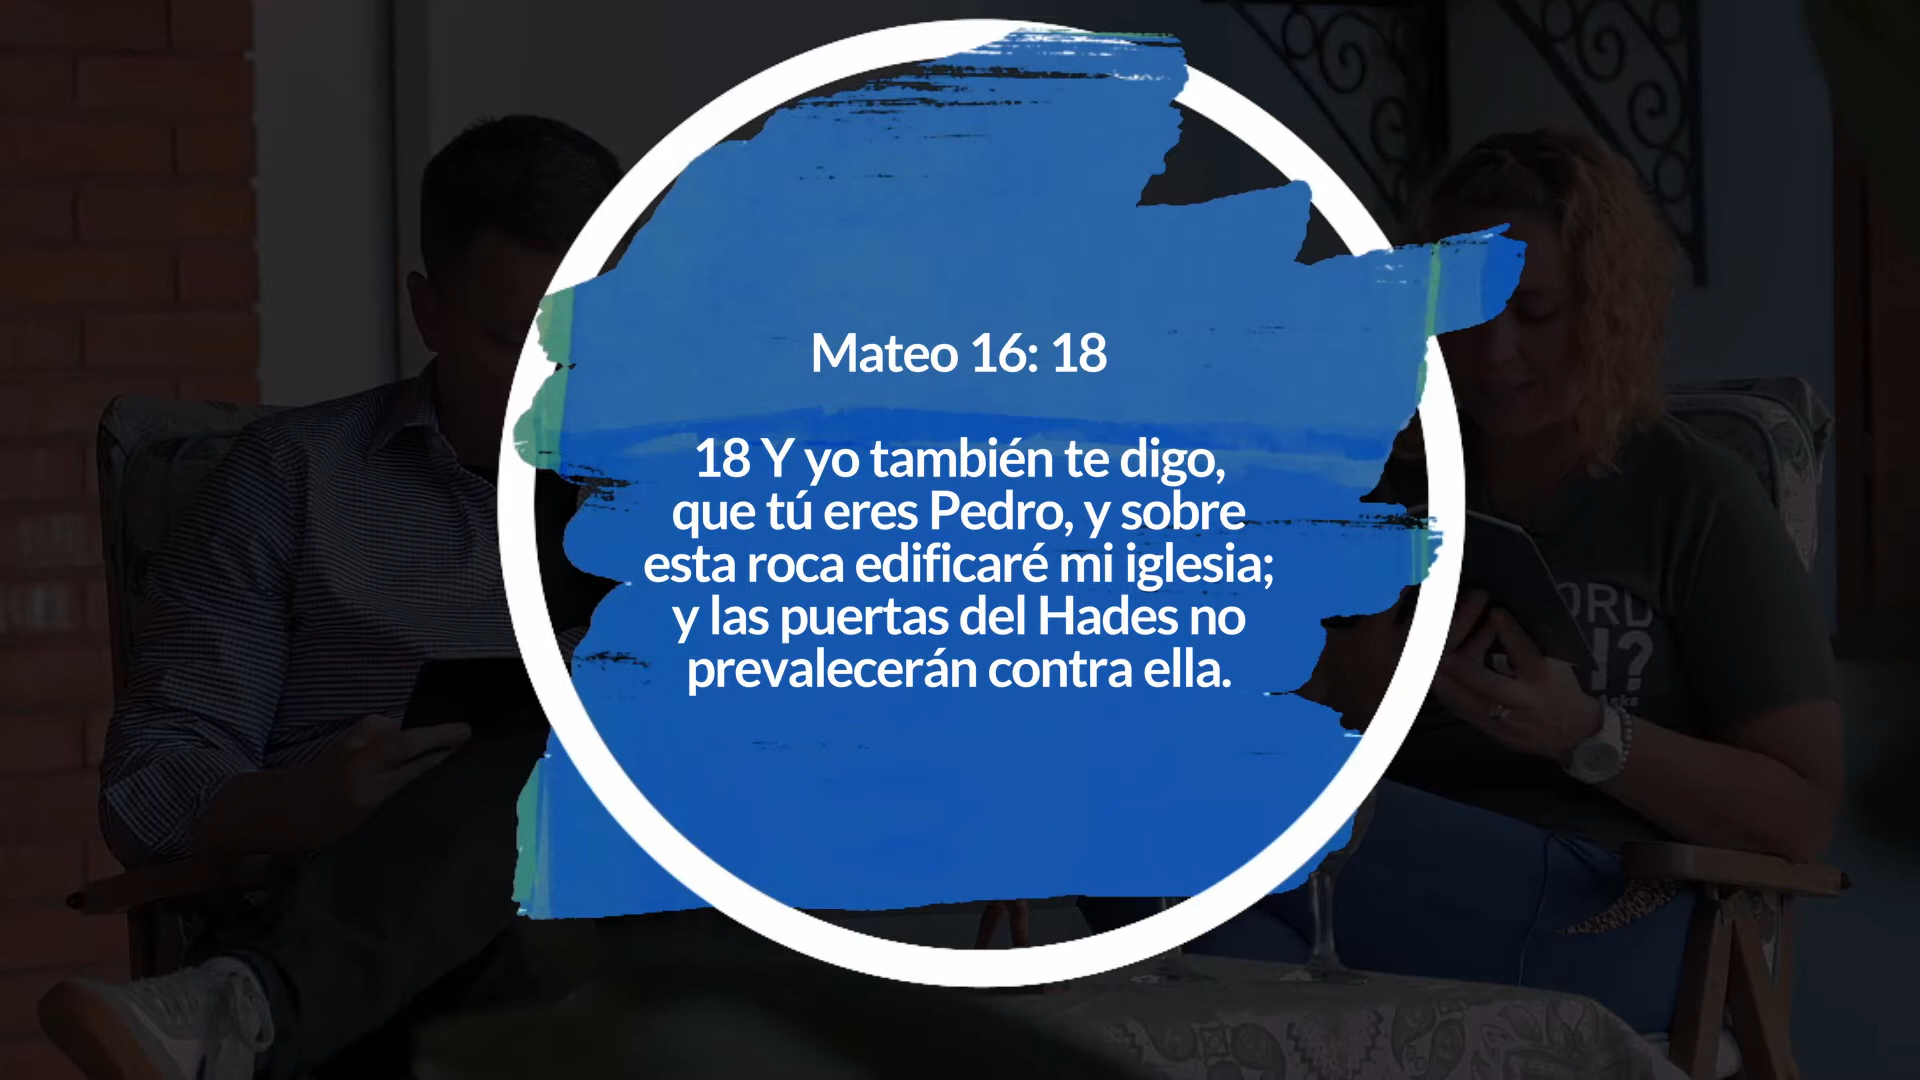 Mateo 16: 18
18 Y yo también te digo,
que tú eres Pedro, y sobre
esta roca edificaré mi iglesia;
y las puertas del Hades no
prevalecerán contra ella.